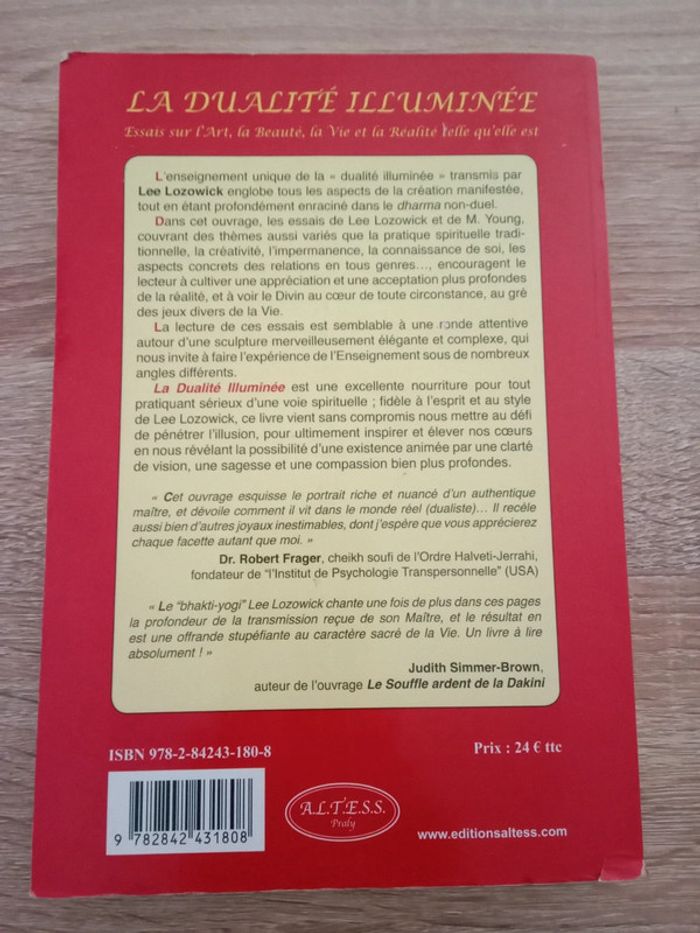 LA DUALITÉ ILLUMINÉE
Essais sur l'Art, la Beauté, la Vie et la Réalité telle qu'elle est
L'enseignement unique de la « dualité illuminée » transmis par
Lee Lozowick englobe tous les aspects de la création manifestée,
tout en étant profondément enraciné dans le dharma non-duel.
Dans cet ouvrage, les essais de Lee Lozowick et de M. Young,
couvrant des thèmes aussi variés que la pratique spirituelle tradi-
tionnelle, la créativité, l'impermanence, la connaissance de soi, les
aspects concrets des relations en tous genres…, encouragent le
lecteur à cultiver une appréciation et une acceptation plus profondes
de la réalité, et à voir le Divin au cœur de toute circonstance, au gré
des jeux divers de la Vie.
La lecture de ces essais est semblable à une ronde attentive
autour d'une sculpture merveilleusement élégante et complexe, qui
nous invite à faire l'expérience de l'Enseignement sous de nombreux
angles différents.
La Dualité Illuminée est une excellente nourriture pour tout
pratiquant sérieux d'une voie spirituelle ; fidèle à l'esprit et au style
de Lee Lozowick, ce livre vient sans compromis nous mettre au défi
de pénétrer l'illusion, pour ultimement inspirer et élever nos cœurs
en nous révélant la possibilité d'une existence animée par une clarté
de vision, une sagesse et une compassion bien plus profondes.
« Cet ouvrage esquisse le portrait riche et nuancé d'un authentique
maître, et dévoile comment il vit dans le monde réel (dualiste)… Il recèle
aussi bien d'autres joyaux inestimables, dont j'espère que vous apprécierez
chaque facette autant que moi. »
Dr. Robert Frager, cheikh soufi de l'Ordre Halveti-Jerrahi,
fondateur de "l'Institut de Psychologie Transpersonnelle" (USA)
« Le "bhakti-yogi" Lee Lozowick chante une fois de plus dans ces pages
la profondeur de la transmission reçue de son Maître, et le résultat en
est une offrande stupéfiante au caractère sacré de la Vie. Un livre à lire
absolument ! »
Judith Simmer-Brown,
auteur de l'ouvrage Le Souffle ardent de la Dakini
ISBN 978-2-84243-180-8
Prix : 24 € ttc
9 782842 431808
A.L.T.E.S.S.
Praly
www.editionsaltess.com